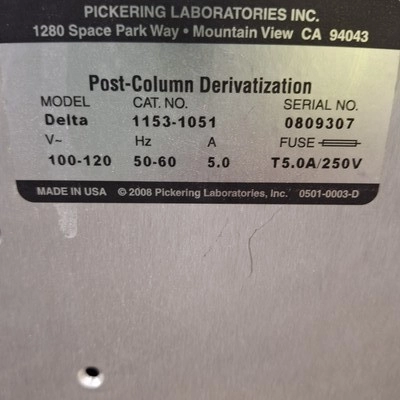 PICKERING LABORATORIES INC.
1280 Space Park Way • Mountain View CA 94043
Post-Column Derivatization
MODEL CAT. NO. SERIAL NO.
Delta 1153-1051 0809307
V~ Hz A FUSE
100-120 50-60 5.0 T5.0A/250V
MADE IN USA © 2008 Pickering Laboratories, Inc. 0501-0003-D